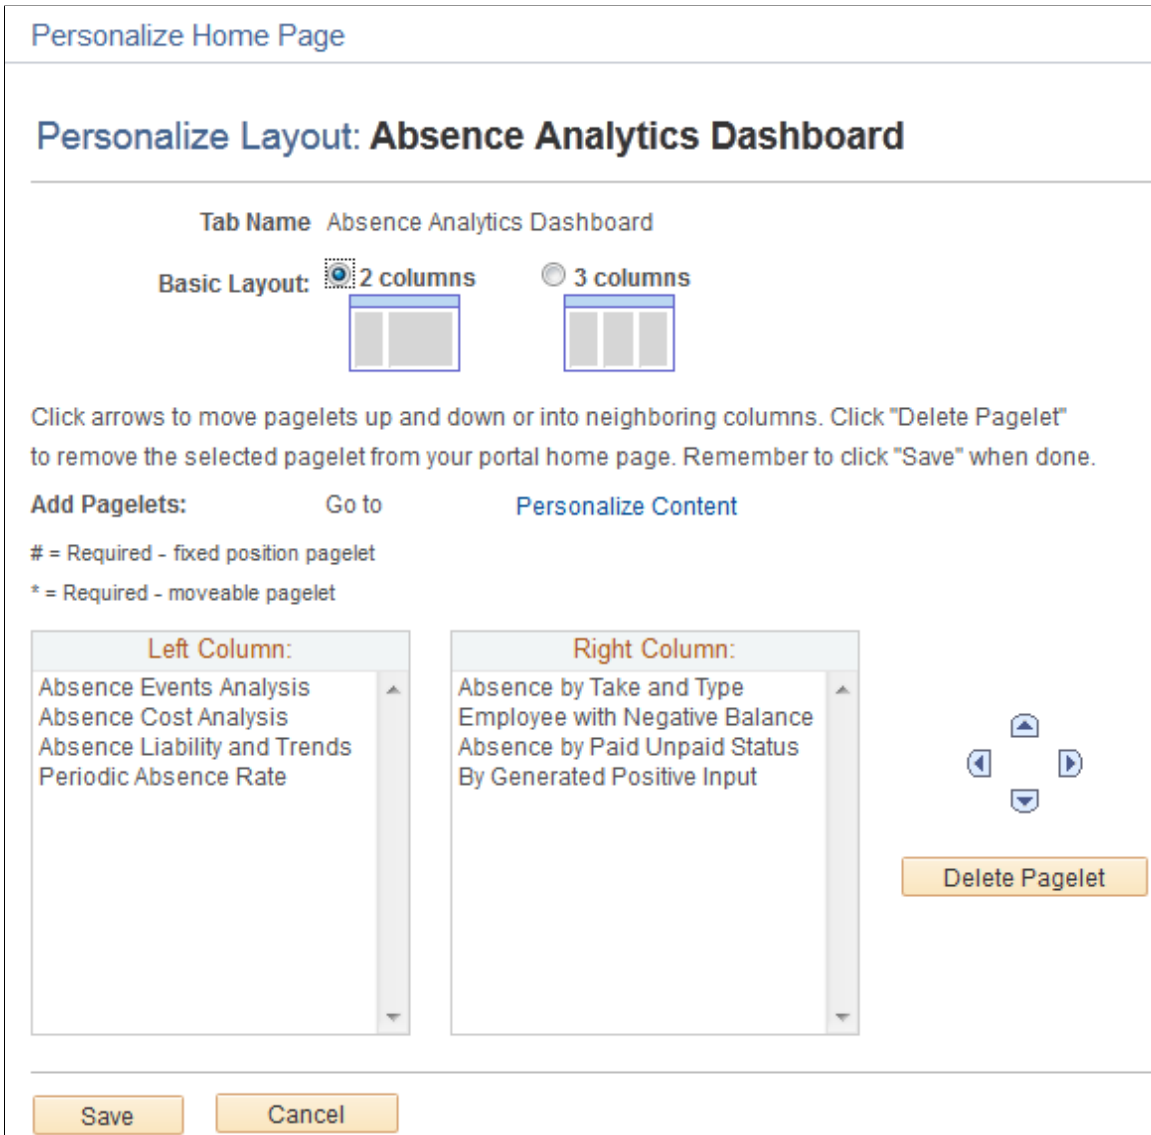 Personalize Home Page
Personalize Layout: Absence Analytics Dashboard
Tab Name Absence Analytics Dashboard
Basic Layout: 2 columns 3 columns
Click arrows to move pagelets up and down or into neighboring columns. Click "Delete Pagelet"
to remove the selected pagelet from your portal home page. Remember to click "Save" when done.
Add Pagelets: Go to Personalize Content
# = Required - fixed position pagelet
* = Required - moveable pagelet
Left Column:
Absence Events Analysis
Absence Cost Analysis
Absence Liability and Trends
Periodic Absence Rate
Right Column:
Absence by Take and Type
Employee with Negative Balance
Absence by Paid Unpaid Status
By Generated Positive Input
Delete Pagelet
Save Cancel